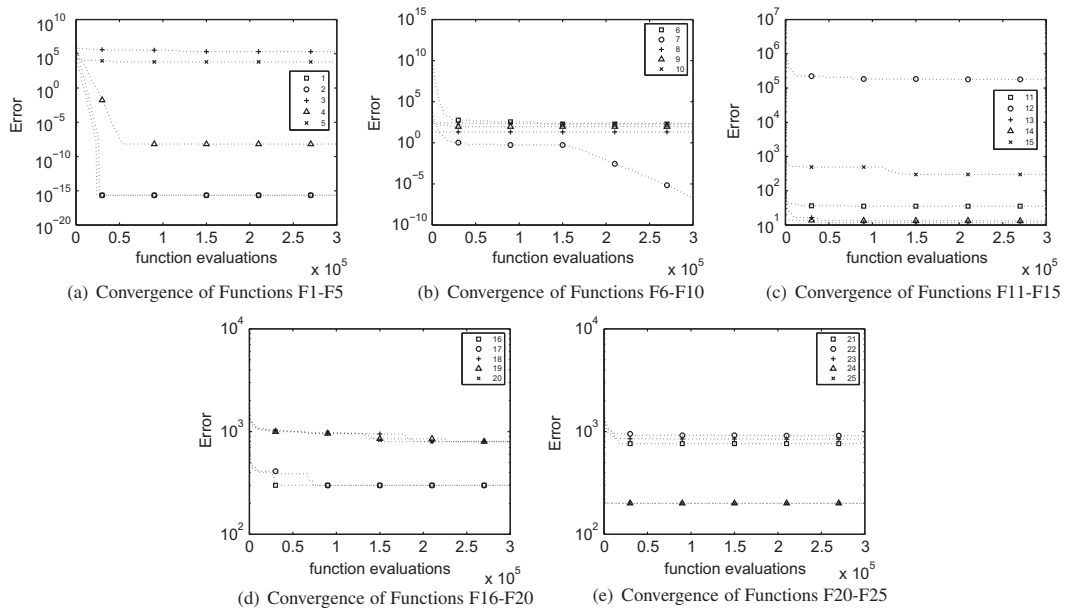 10^10
10^5
10^0
10^-5
10^-10
10^-15
10^-20
Error
1
2
3
4
5
0 0.5 1 1.5 2 2.5 3
function evaluations
x 10^5
(a) Convergence of Functions F1-F5
10^15
10^10
10^5
10^0
10^-5
10^-10
Error
6
7
8
9
10
0 0.5 1 1.5 2 2.5 3
function evaluations
x 10^5
(b) Convergence of Functions F6-F10
10^7
10^6
10^5
10^4
10^3
10^2
10^1
Error
11
12
13
14
15
0 0.5 1 1.5 2 2.5 3
function evaluations
x 10^5
(c) Convergence of Functions F11-F15
10^4
10^3
10^2
Error
16
17
18
19
20
0 0.5 1 1.5 2 2.5 3
function evaluations
x 10^5
(d) Convergence of Functions F16-F20
10^4
10^3
10^2
Error
21
22
23
24
25
0 0.5 1 1.5 2 2.5 3
function evaluations
x 10^5
(e) Convergence of Functions F20-F25